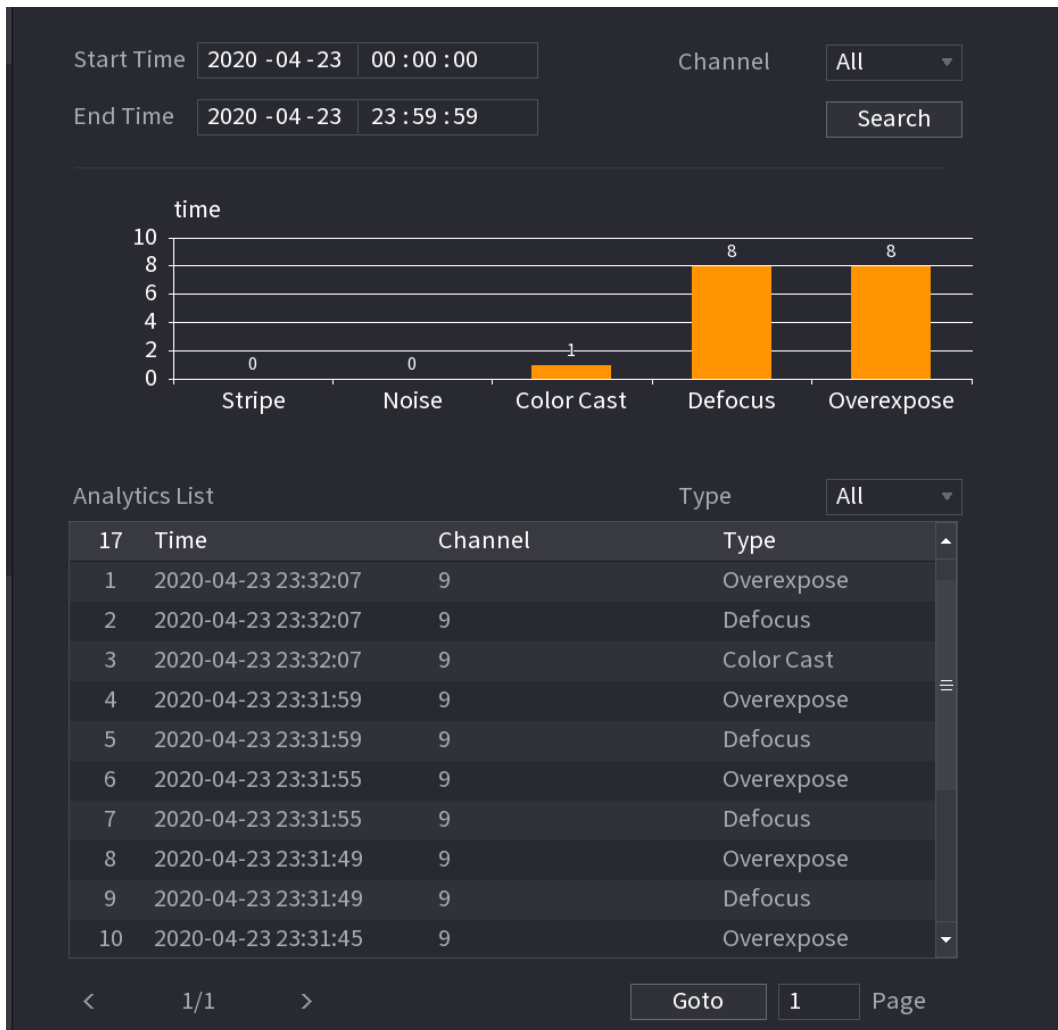 Start Time 2020 -04 -23 00 : 00 : 00 Channel All
End Time 2020 -04 -23 23 : 59 : 59 Search
time
10
8
6
4
2
0
0 0 1 8 8
Stripe Noise Color Cast Defocus Overexpose
Analytics List Type All
17 Time Channel Type
1 2020-04-23 23:32:07 9 Overexpose
2 2020-04-23 23:32:07 9 Defocus
3 2020-04-23 23:32:07 9 Color Cast
4 2020-04-23 23:31:59 9 Overexpose
5 2020-04-23 23:31:59 9 Defocus
6 2020-04-23 23:31:55 9 Overexpose
7 2020-04-23 23:31:55 9 Defocus
8 2020-04-23 23:31:49 9 Overexpose
9 2020-04-23 23:31:49 9 Defocus
10 2020-04-23 23:31:45 9 Overexpose
< 1/1 > Goto 1 Page